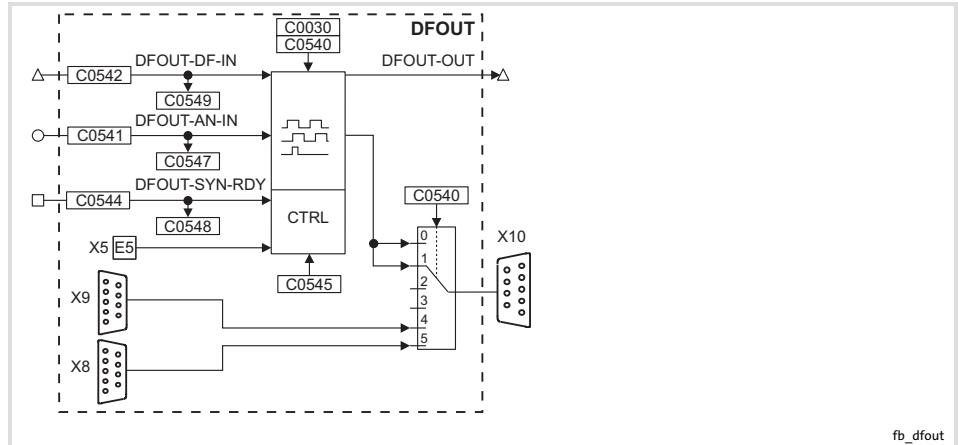 DFOUT
C0030
C0540
DFOUT-DF-IN
DFOUT-OUT
C0542
C0549
DFOUT-AN-IN
C0541
C0547
DFOUT-SYN-RDY
C0544
C0548
CTRL
C0540
X5 E5
C0545
0
1
2
3
4
5
X10
X9
X8
fb_dfout